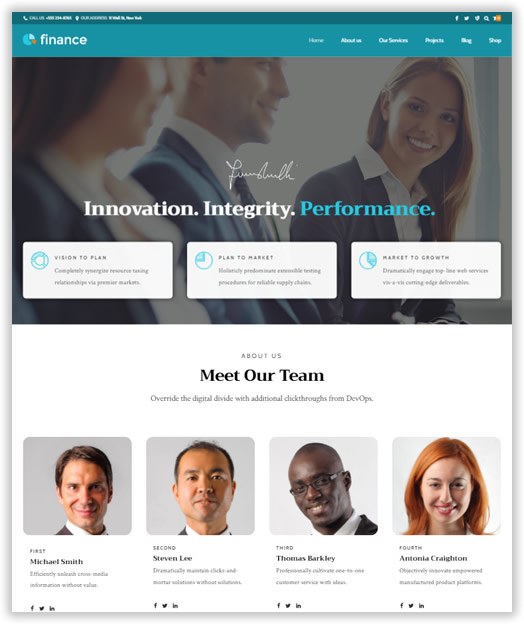 CALL US: +555 554-8765 OUR ADDRESS: 11 Wall St, New York
finance
Home About us Our Services Projects Blog Shop
Innovation. Integrity. Performance.
VISION TO PLAN
Completely synergize resource taxing
relationships via premier markets.
PLAN TO MARKET
Holisticly predominate extensible testing
procedures for reliable supply chains.
MARKET TO GROWTH
Dramatically engage top-line web services
vis-a-vis cutting-edge deliverables.
ABOUT US
Meet Our Team
Override the digital divide with additional clickthroughs from DevOps.
FIRST
Michael Smith
Efficiently unleash cross-media
information without value.
SECOND
Steven Lee
Dramatically maintain clicks-and-
mortar solutions without solutions.
THIRD
Thomas Barkley
Professionally cultivate one-to-one
customer service with ideas.
FOURTH
Antonia Craighton
Objectively innovate empowered
manufactured product platforms.